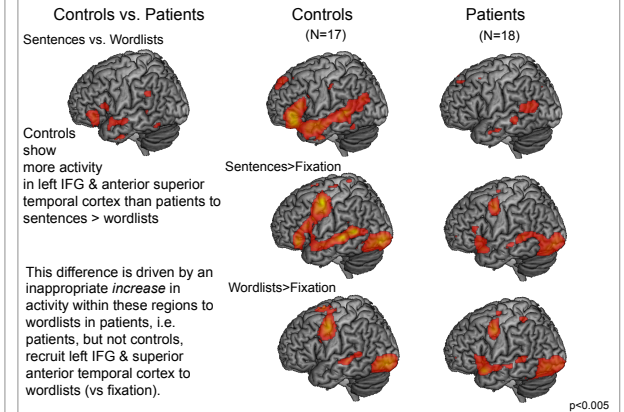 Controls vs. Patients
Controls
Patients
Sentences vs. Wordlists
(N=17)
(N=18)
Controls
show
more activity
in left IFG & anterior superior
temporal cortex than patients to
sentences > wordlists
Sentences>Fixation
This difference is driven by an
inappropriate increase in
activity within these regions to
wordlists in patients, i.e.
patients, but not controls,
recruit left IFG & superior
anterior temporal cortex to
wordlists (vs fixation).
Wordlists>Fixation
p<0.005